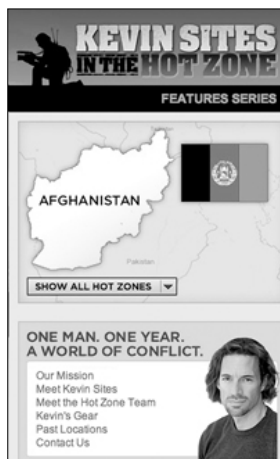 KEVIN SITES
IN THE HOT ZONE
FEATURES SERIES
AFGHANISTAN
Pakistan
SHOW ALL HOT ZONES
ONE MAN. ONE YEAR.
A WORLD OF CONFLICT.
Our Mission
Meet Kevin Sites
Meet the Hot Zone Team
Kevin's Gear
Past Locations
Contact Us